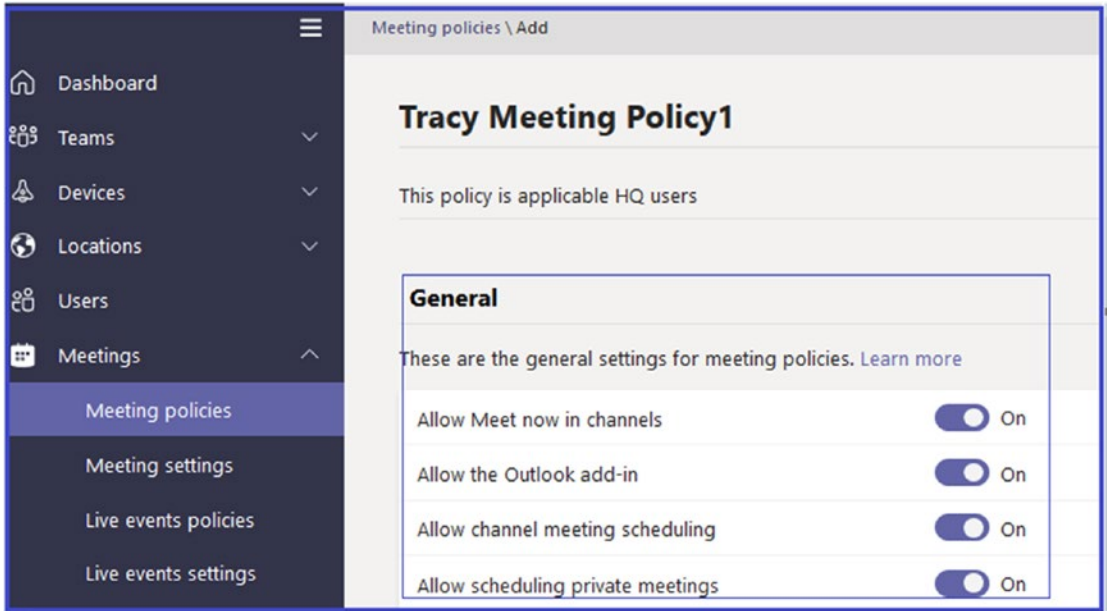 Meeting policies \ Add
Dashboard
Teams
Devices
Locations
Users
Meetings
Meeting policies
Meeting settings
Live events policies
Live events settings
Tracy Meeting Policy1
This policy is applicable HQ users
General
These are the general settings for meeting policies. Learn more
Allow Meet now in channels On
Allow the Outlook add-in On
Allow channel meeting scheduling On
Allow scheduling private meetings On